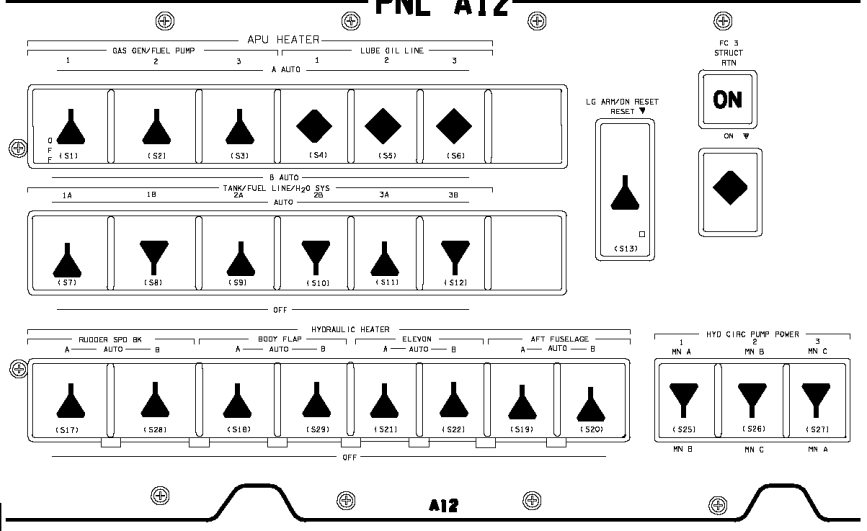 PNL A12
APU HEATER
GAS GEN/FUEL PUMP LUBE OIL LINE
1 2 3 1 2 3
A AUTO
O
F
F
(S1) (S2) (S3) (S4) (S5) (S6)
B AUTO
FC 3
STRUCT
RTN
ON
ON
LG ARM/DN RESET
RESET
(S13)
TANK/FUEL LINE/H2O SYS
1A 1B 2A 2B 3A 3B
AUTO
(S7) (S8) (S9) (S10) (S11) (S12)
OFF
HYDRAULIC HEATER
RUDDER SPD BK BODY FLAP ELEVON AFT FUSELAGE
A AUTO B A AUTO B A AUTO B A AUTO B
(S17) (S28) (S18) (S29) (S21) (S22) (S19) (S20)
OFF
HYD CIRC PUMP POWER
1 2 3
MN A MN B MN C
(S25) (S26) (S27)
MN B MN C MN A
A12